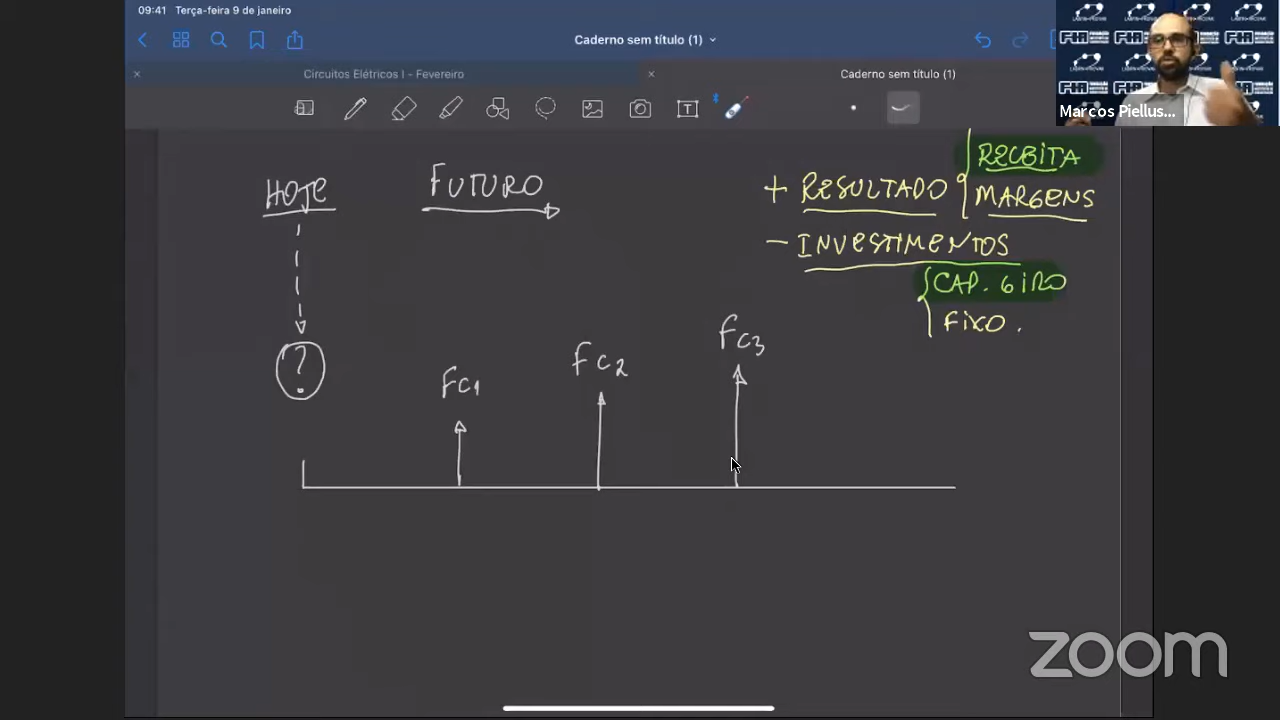 09:41 Terça-feira 9 de janeiro
Caderno sem título (1)
Circuitos Elétricos I - Fevereiro
Caderno sem título (1)
T
FIA
Marcos Piellus...
HOJE
FUTURO
RECEITA
+ RESULTADO
MARGENS
- INVESTIMENTOS
CAP. GIRO
FIXO.
?
FC1
FC2
FC3
zoom